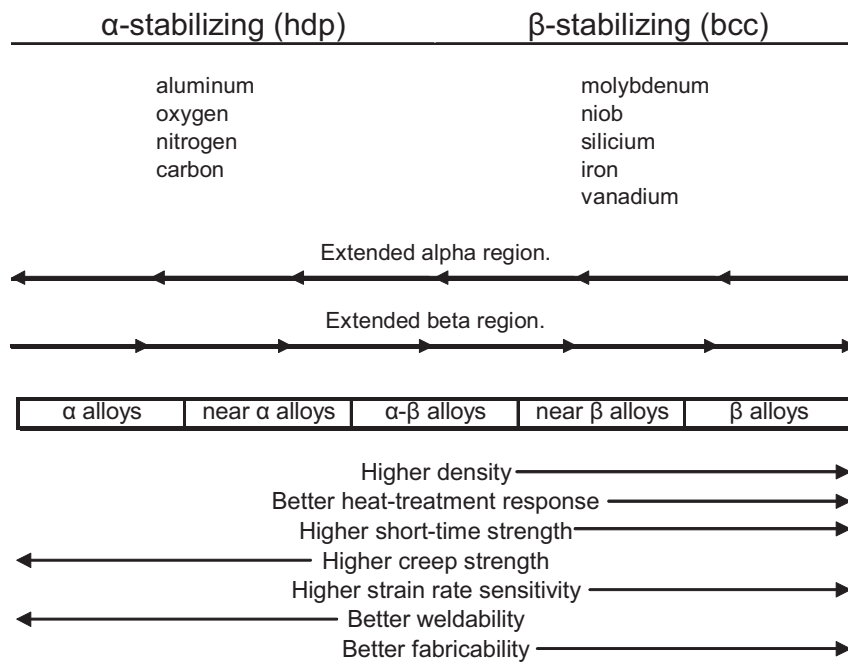 α-stabilizing (hdp) β-stabilizing (bcc)
aluminum molybdenum
oxygen niob
nitrogen silicium
carbon iron
vanadium
Extended alpha region.
Extended beta region.
α alloys near α alloys α-β alloys near β alloys β alloys
Higher density
Better heat-treatment response
Higher short-time strength
Higher creep strength
Higher strain rate sensitivity
Better weldability
Better fabricability